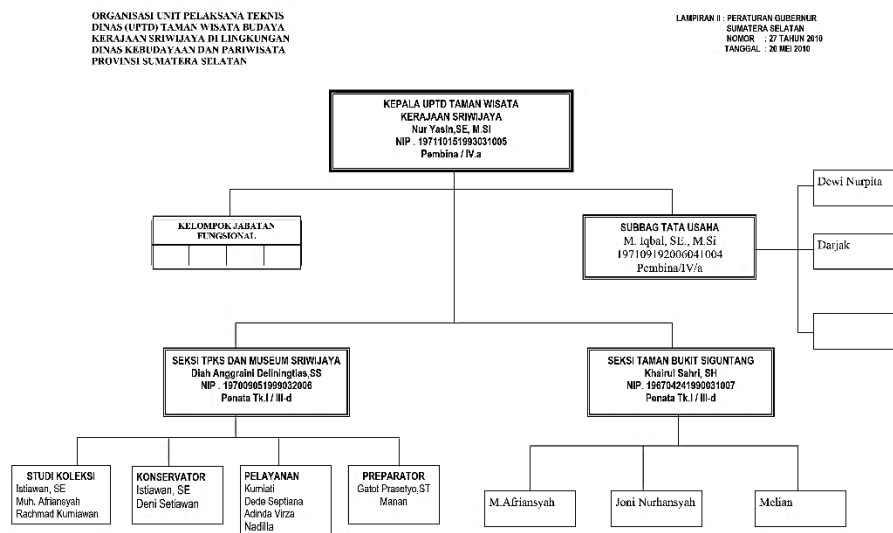 ORGANISASI UNIT PELAKSANA TEKNIS
DINAS (UPTD) TAMAN WISATA BUDAYA
KERAJAAN SRIWIJAYA DI LINGKUNGAN
DINAS KEBUDAYAAN DAN PARIWISATA
PROVINSI SUMATERA SELATAN
LAMPIRAN II : PERATURAN GUBERNUR
SUMATERA SELATAN
NOMOR : 27 TAHUN 2010
TANGGAL : 20 MEI 2010
KEPALA UPTD TAMAN WISATA
KERAJAAN SRIWIJAYA
Nur Yasin,SE, M.SI
NIP . 197110151993031005
Pembina / IV.a
KELOMPOK JABATAN
FUNGSIONAL
SUBBAG TATA USAHA
M. Iqbal, SE., M.Si
197109192006041004
Pembina/IV/a
Dewi Nurpita
Darjak
SEKSI TPKS DAN MUSEUM SRIWIJAYA
Diah Anggraini Deliningtias,SS
NIP . 197009051999032006
Penata Tk.I / III-d
SEKSI TAMAN BUKIT SIGUNTANG
Khairul Sahri, SH
NIP. 196704241990031007
Penata Tk.I / III-d
STUDI KOLEKSI
Istiawan, SE
Muh. Afriansyah
Rachmad Kurniawan
KONSERVATOR
Istiawan, SE
Deni Setiawan
PELAYANAN
Kurniati
Dede Septiana
Adinda Virza
Nadilla
PREPARATOR
Gatot Prasetyo,ST
Manan
M.Afriansyah
Joni Nurhansyah
Melian